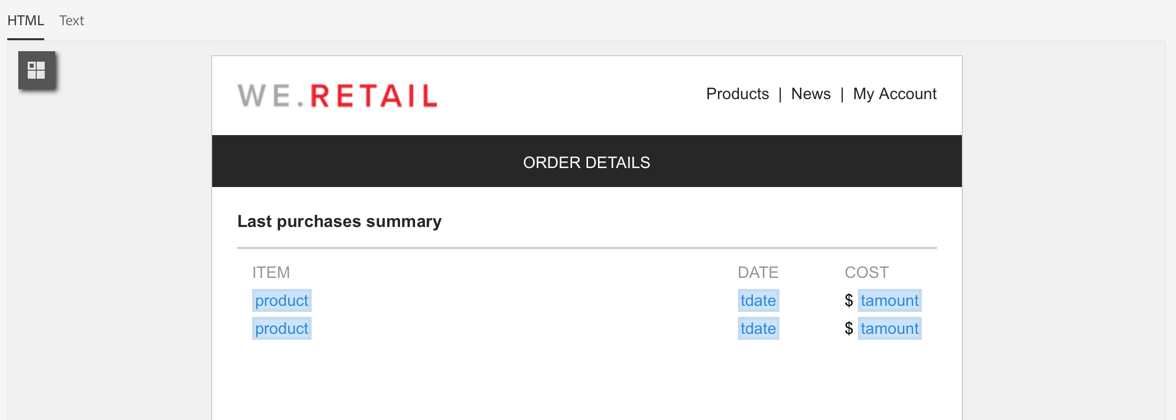 HTML Text
WE.RETAIL Products | News | My Account
ORDER DETAILS
Last purchases summary
ITEM DATE COST
product tdate $ tamount
product tdate $ tamount